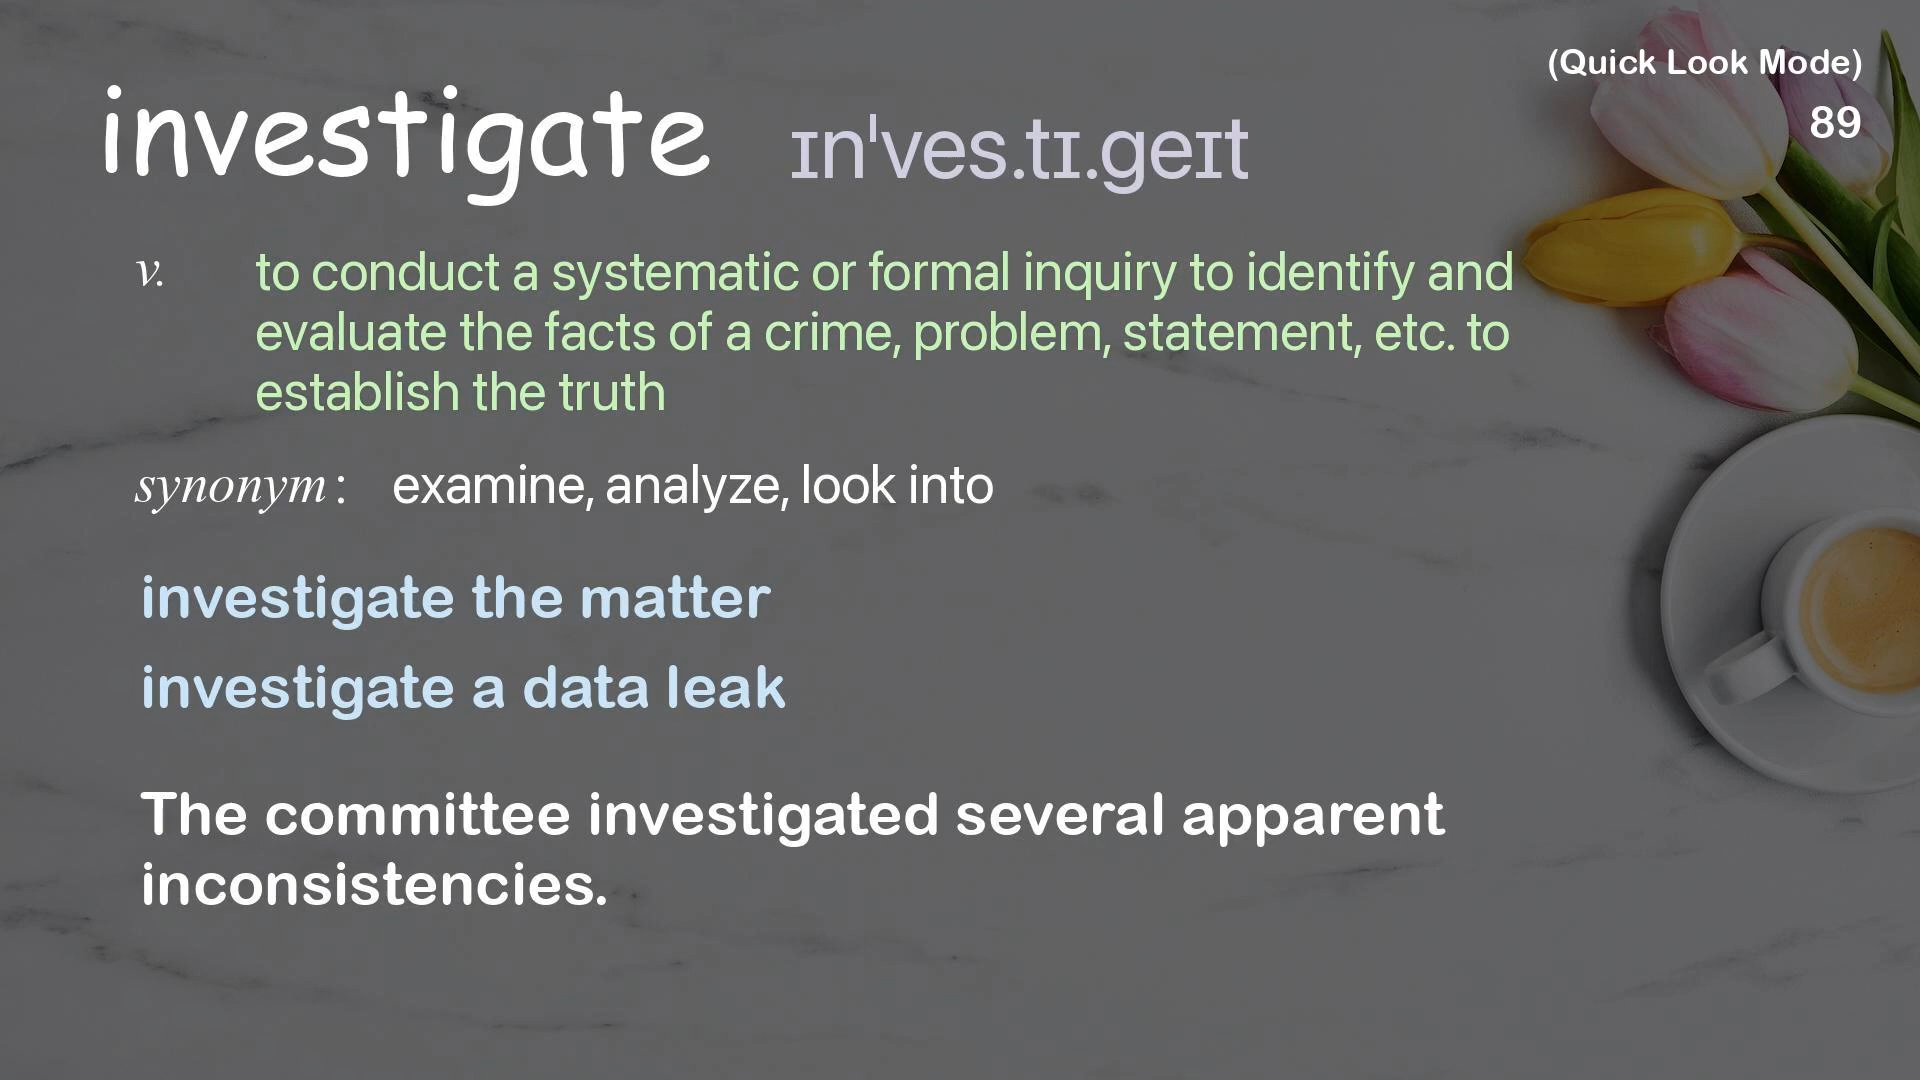 (Quick Look Mode)
89
investigate ɪnˈves.tɪ.geɪt
v. to conduct a systematic or formal inquiry to identify and
evaluate the facts of a crime, problem, statement, etc. to
establish the truth
synonym: examine, analyze, look into
investigate the matter
investigate a data leak
The committee investigated several apparent
inconsistencies.